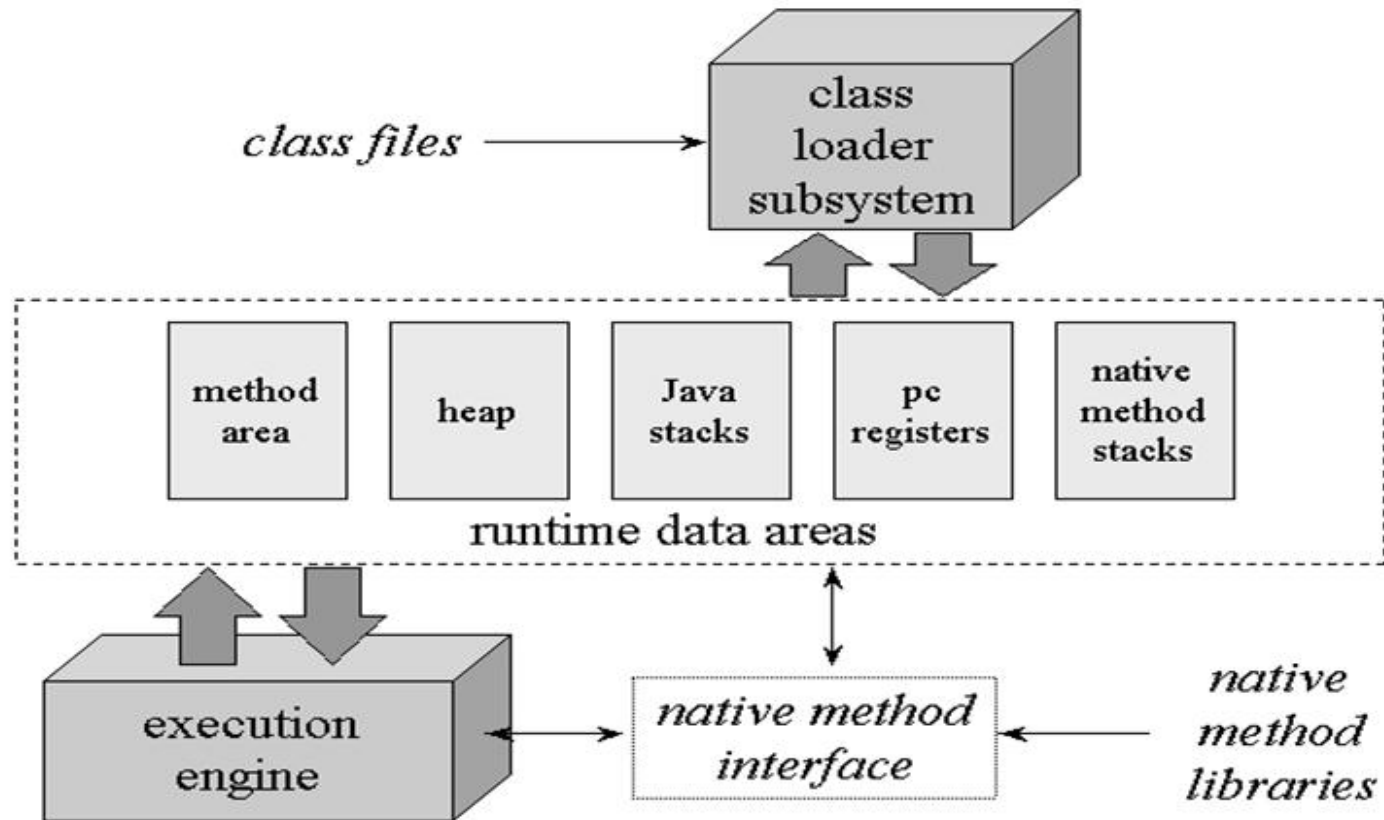 class
loader
subsystem
class files
method
area
heap
Java
stacks
pc
registers
native
method
stacks
runtime data areas
execution
engine
native method
interface
native
method
libraries